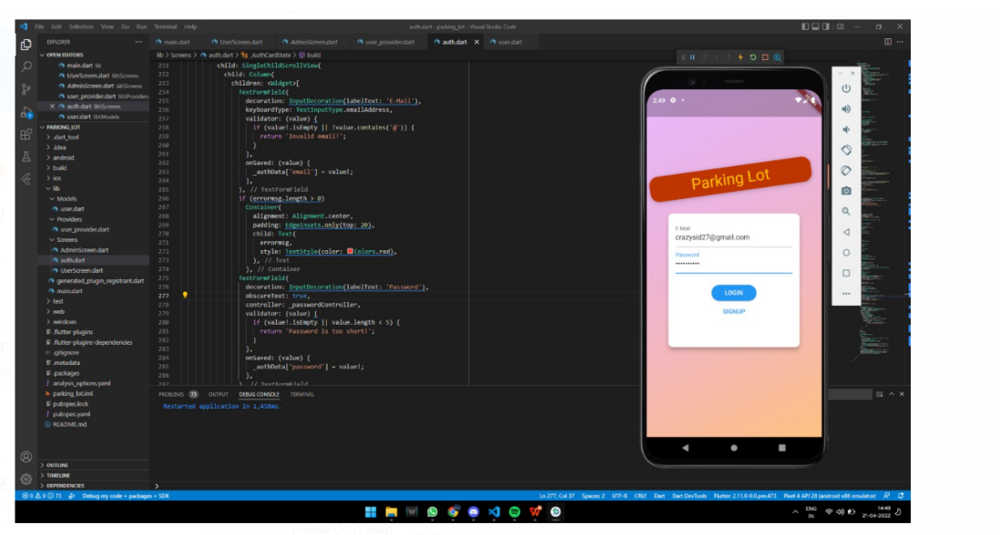 File Edit Selection View Go Run Terminal Help
auth.dart - parking_lot - Visual Studio Code
EXPLORER
main.dart UserScreen.dart AdminScreen.dart user_provider.dart auth.dart user.dart
lib > Screens > auth.dart > _AuthCardState > build
OPEN EDITORS
main.dart lib
UserScreen.dart lib\Screens
AdminScreen.dart lib\Screens
user_provider.dart lib\Providers
auth.dart lib\Screens
user.dart lib\Models
PARKING_LOT
.dart_tool
.idea
android
build
ios
lib
Models
user.dart
Providers
user_provider.dart
Screens
AdminScreen.dart
auth.dart
UserScreen.dart
generated_plugin_registrant.dart
main.dart
test
web
windows
.flutter-plugins
.flutter-plugins-dependencies
.gitignore
.metadata
.packages
analysis_options.yaml
parking_lot.iml
pubspec.lock
pubspec.yaml
README.md
OUTLINE
TIMELINE
DEPENDENCIES
251 child: SingleChildScrollView(
252 child: Column(
253 children: <Widget>[
254 TextFormField(
255 decoration: InputDecoration(labelText: 'E-Mail'),
256 keyboardType: TextInputType.emailAddress,
257 validator: (value) {
258 if (value!.isEmpty || !value.contains('@')) {
259 return 'Invalid email!';
260 }
261 },
262 onSaved: (value) {
263 _authData['email'] = value!;
264 },
265 ), // TextFormField
266 if (errormsg.length > 0)
267 Container(
268 alignment: Alignment.center,
269 padding: EdgeInsets.only(top: 20),
270 child: Text(
271 errormsg,
272 style: TextStyle(color: Colors.red),
273 ), // Text
274 ), // Container
275 TextFormField(
276 decoration: InputDecoration(labelText: 'Password'),
277 obscureText: true,
278 controller: _passwordController,
279 validator: (value) {
280 if (value!.isEmpty || value.length < 5) {
281 return 'Password is too short!';
282 }
283 },
284 onSaved: (value) {
285 _authData['password'] = value!;
286 },
287 ), // TextFormField
PROBLEMS 73 OUTPUT DEBUG CONSOLE TERMINAL
Restarted application in 1,458ms.
2:49
Parking Lot
E-Mail
crazysid27@gmail.com
Password
LOGIN
SIGNUP
0 0 73 Debug my code + packages + SDK
Ln 277, Col 37 Spaces: 2 UTF-8 CRLF Dart Dart DevTools Flutter: 2.11.0-0.0.pre.473 Pixel 4 API 28 (android-x86 emulator)
ENG
IN
14:49
21-04-2022